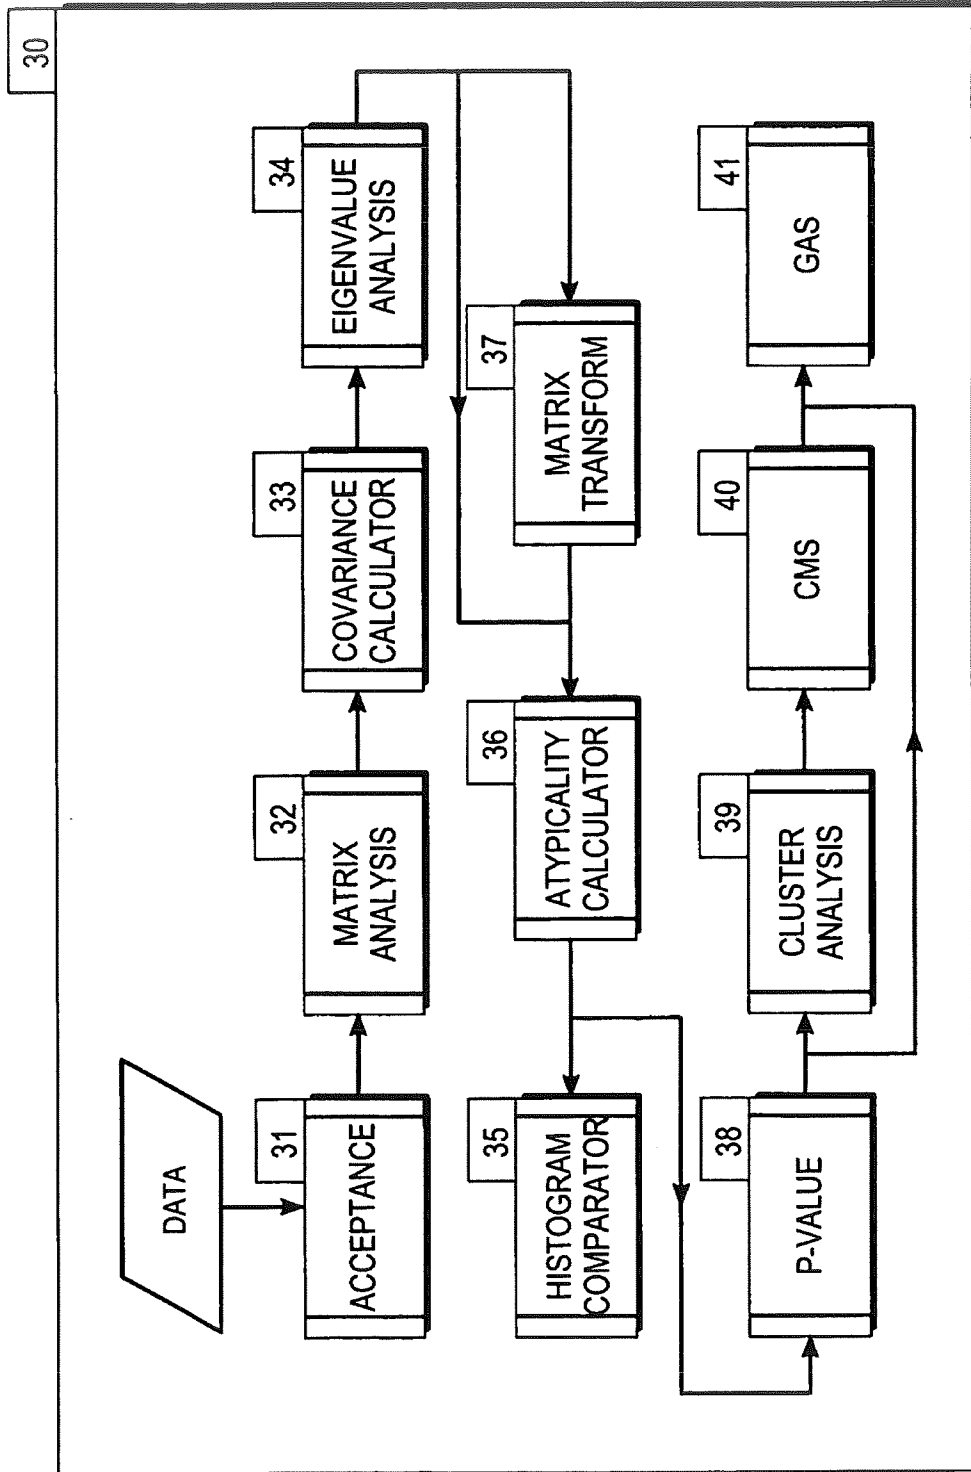 30
DATA
31
ACCEPTANCE
32
MATRIX
ANALYSIS
33
COVARIANCE
CALCULATOR
34
EIGENVALUE
ANALYSIS
35
HISTOGRAM
COMPARATOR
36
ATYPICALITY
CALCULATOR
37
MATRIX
TRANSFORM
38
P-VALUE
39
CLUSTER
ANALYSIS
40
CMS
41
GAS